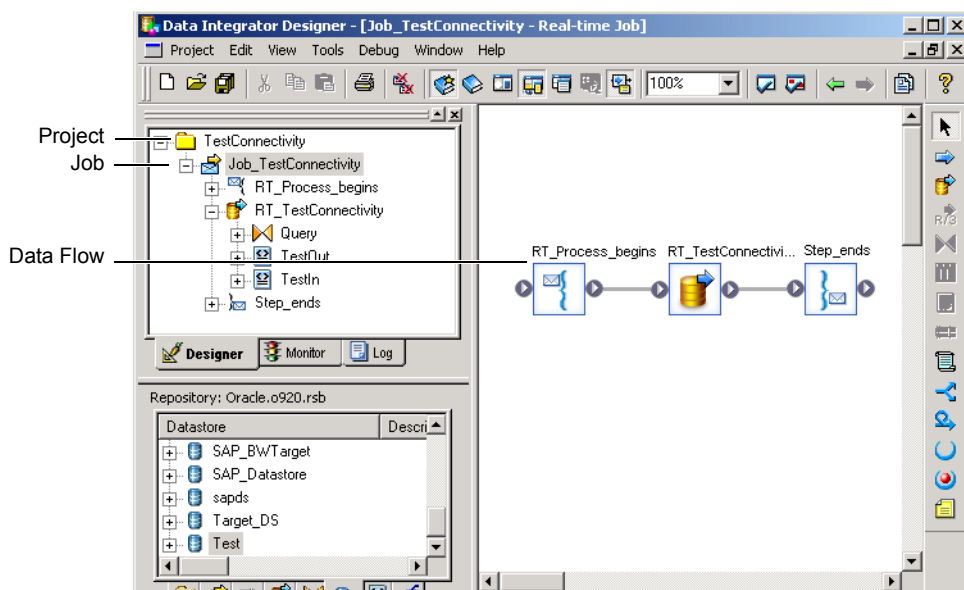 Data Integrator Designer - [Job_TestConnectivity - Real-time Job]
Project Edit View Tools Debug Window Help
100%
Project
TestConnectivity
Job
Job_TestConnectivity
RT_Process_begins
RT_TestConnectivity
Query
Data Flow
TestOut
TestIn
Step_ends
RT_Process_begins RT_TestConnectivi... Step_ends
R/3
Designer Monitor Log
Repository: Oracle.o920.rsb
Datastore Descri
SAP_BWTarget
SAP_Datastore
sapds
Target_DS
Test